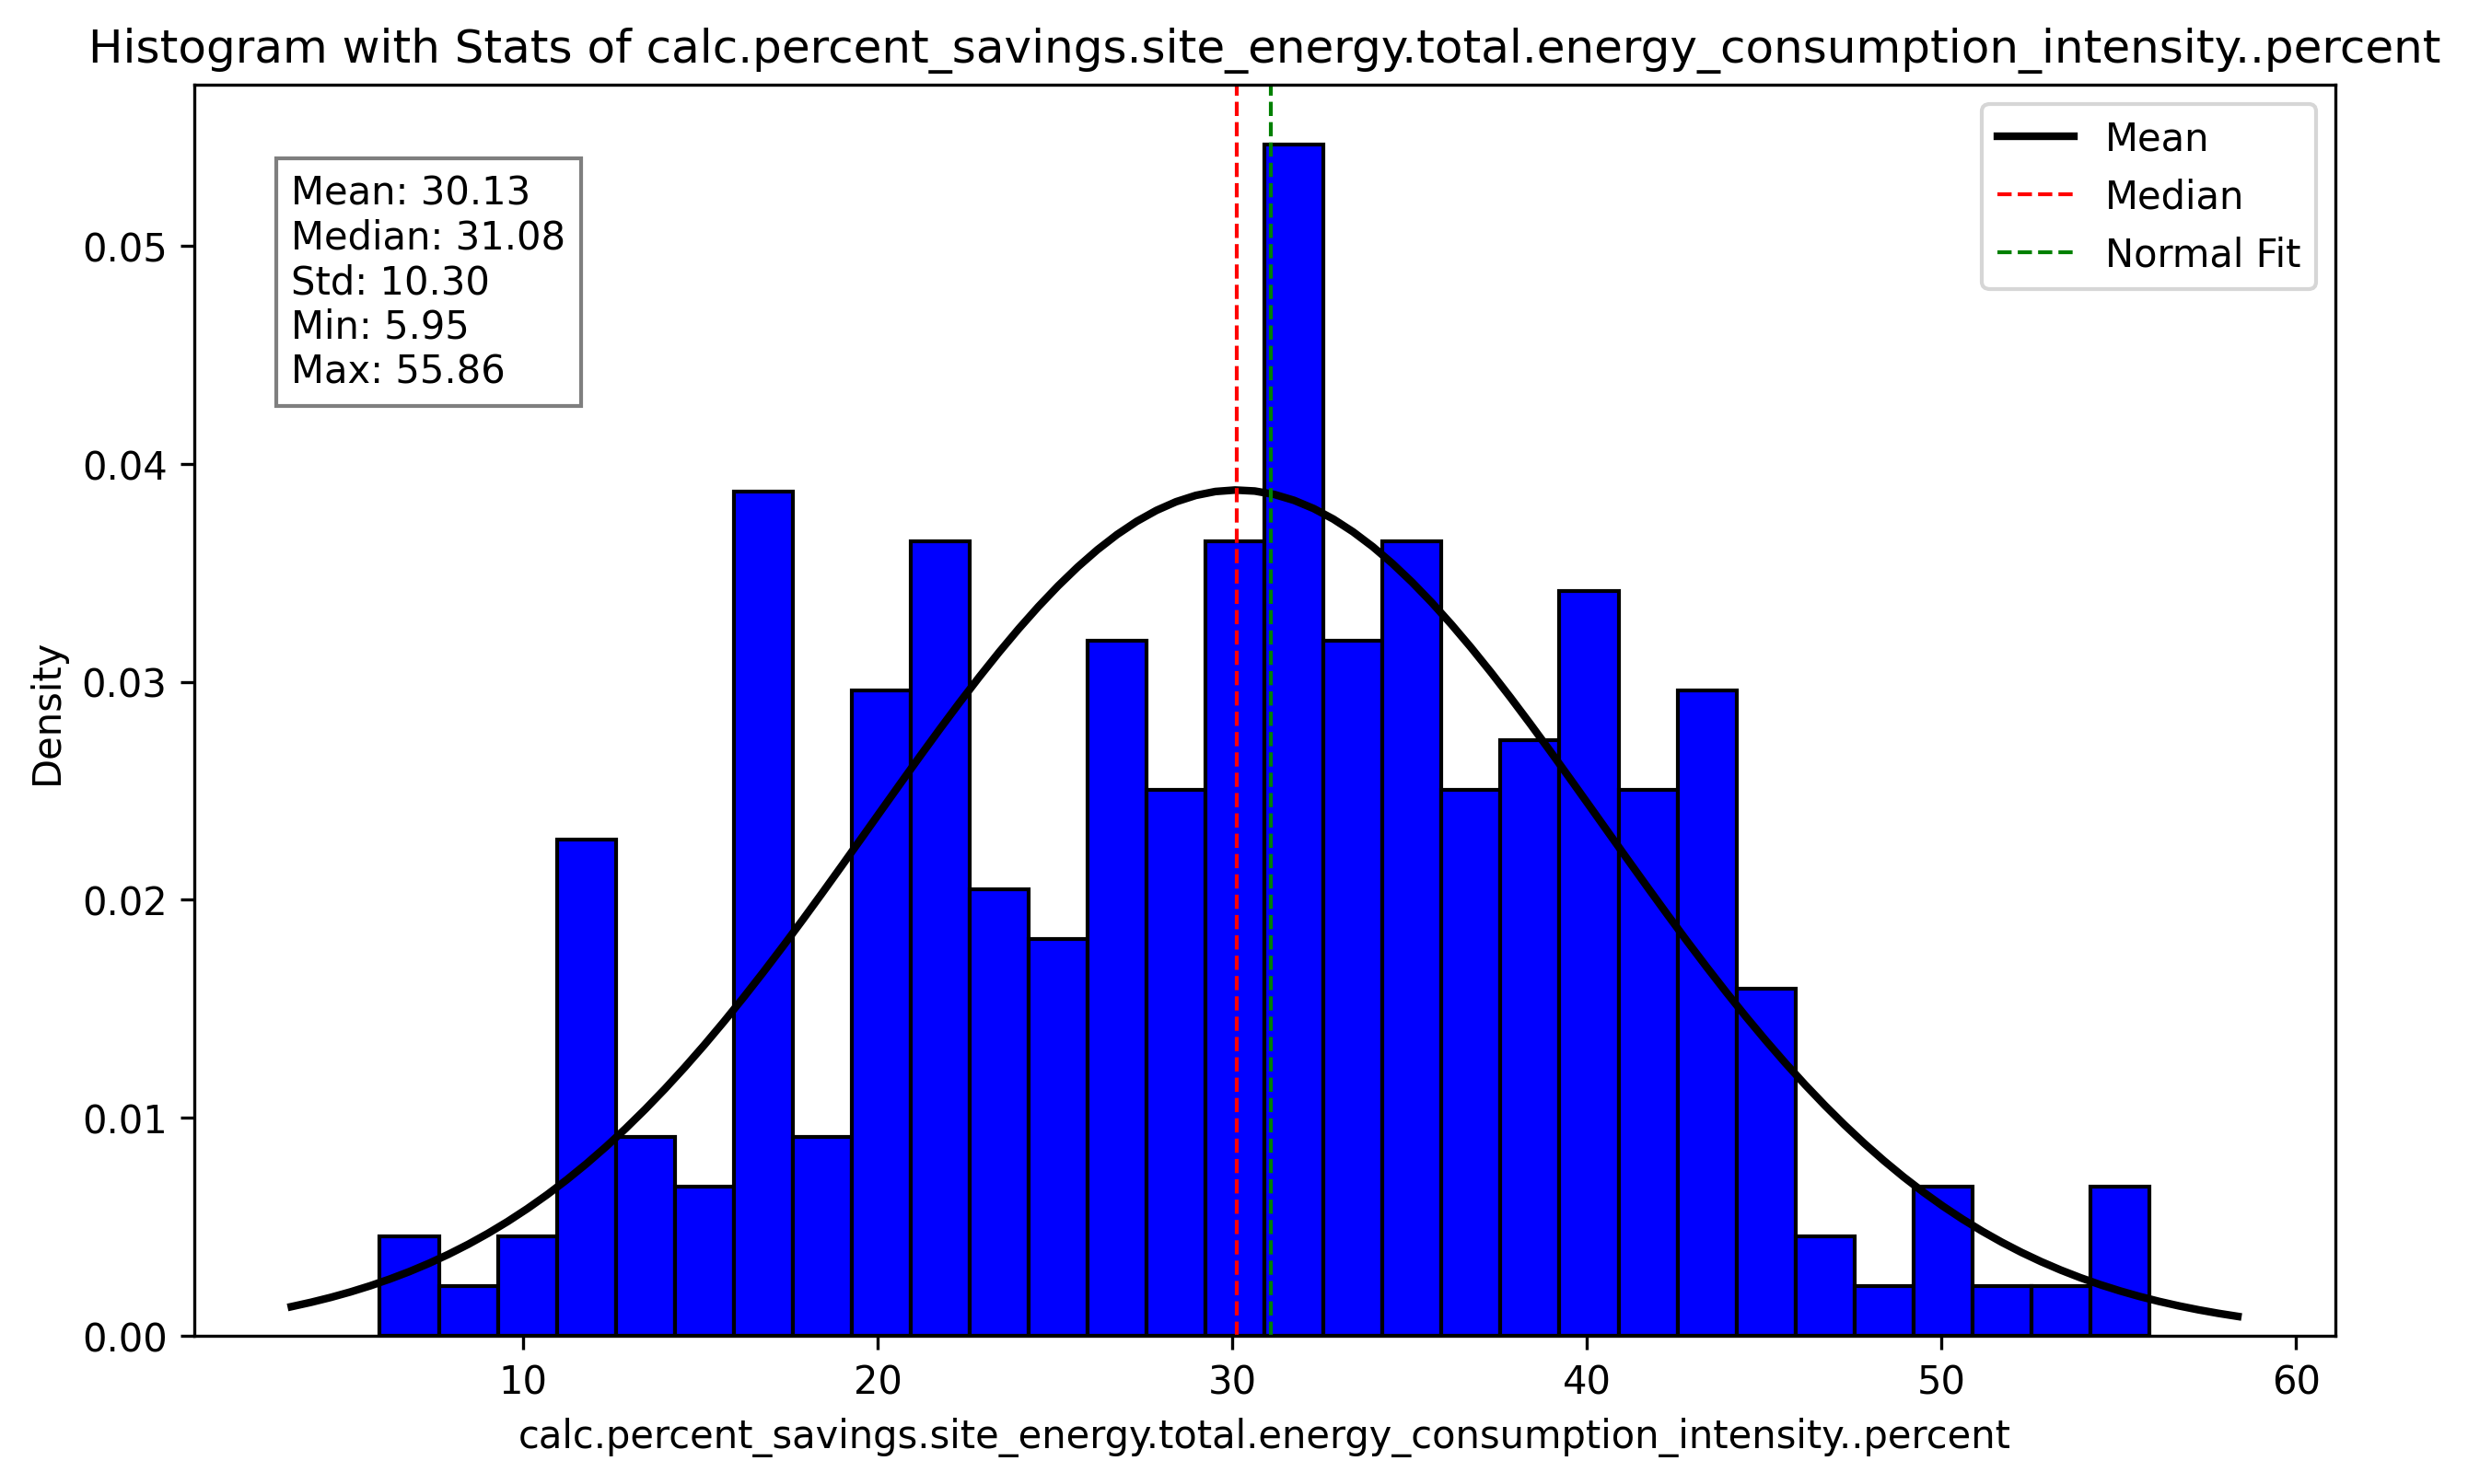 Histogram with Stats of calc.percent_savings.site_energy.total.energy_consumption_intensity..percent
Mean: 30.13
Median: 31.08
Std: 10.30
Min: 5.95
Max: 55.86
Mean
Median
Normal Fit
Density
0.05
0.04
0.03
0.02
0.01
0.00
10 20 30 40 50 60
calc.percent_savings.site_energy.total.energy_consumption_intensity..percent